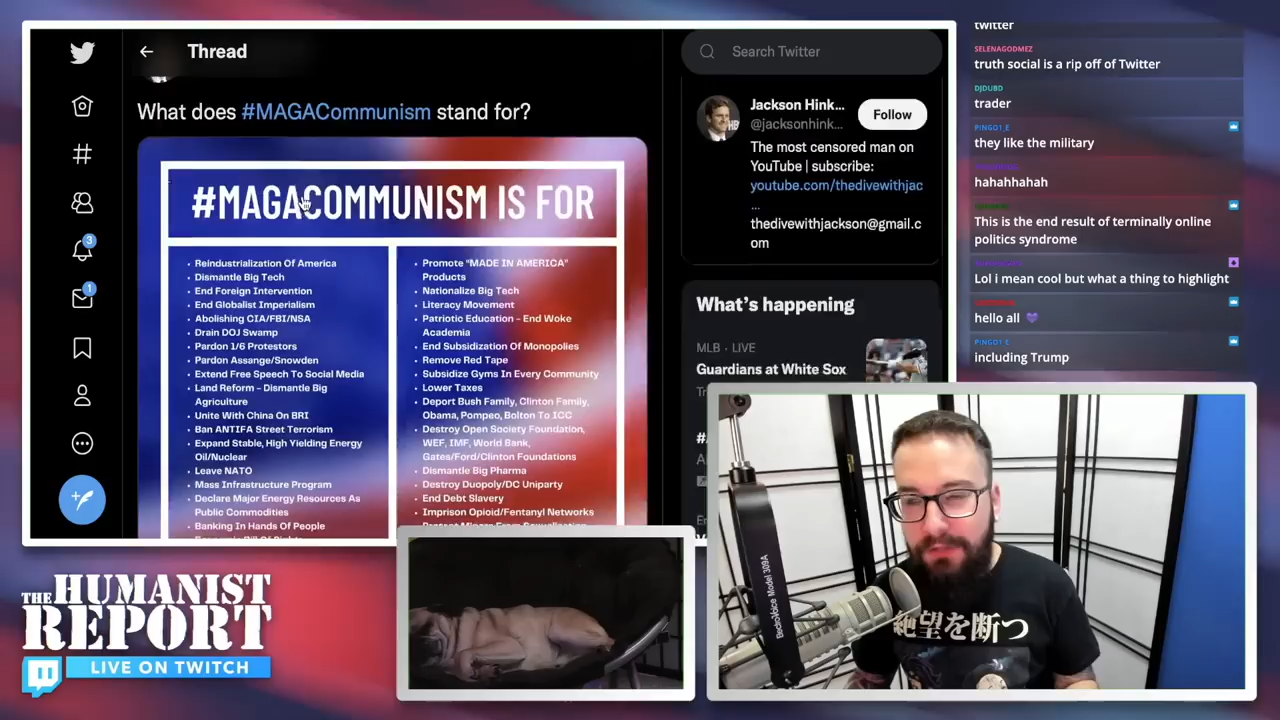 Thread
What does #MAGACommunism stand for?
#MAGACOMMUNISM IS FOR
Reindustrialization Of America
Dismantle Big Tech
End Foreign Intervention
End Globalist Imperialism
Abolishing CIA/FBI/NSA
Drain DOJ Swamp
Pardon 1/6 Protestors
Pardon Assange/Snowden
Extend Free Speech To Social Media
Land Reform - Dismantle Big
Agriculture
Unite With China On BRI
Ban ANTIFA Street Terrorism
Expand Stable, High Yielding Energy
Oil/Nuclear
Leave NATO
Mass Infrastructure Program
Declare Major Energy Resources As
Public Commodities
Banking In Hands Of People
Promote "MADE IN AMERICA"
Products
Nationalize Big Tech
Literacy Movement
Patriotic Education - End Woke
Academia
End Subsidization Of Monopolies
Remove Red Tape
Subsidize Gyms In Every Community
Lower Taxes
Deport Bush Family, Clinton Family,
Obama, Pompeo, Bolton To ICC
Destroy Open Society Foundation,
WEF, IMF, World Bank,
Gates/Ford/Clinton Foundations
Dismantle Big Pharma
Destroy Duopoly/DC Uniparty
End Debt Slavery
Imprison Opioid/Fentanyl Networks
3
1
Search Twitter
Jackson Hink...
@jacksonhink...
Follow
The most censored man on
YouTube | subscribe:
youtube.com/thedivewithjac
...
thedivewithjackson@gmail.c
om
What's happening
MLB · LIVE
Guardians at White Sox
twitter
SELENAGODMEZ
truth social is a rip off of Twitter
DJDUBD
trader
PINGO1_E
they like the military
hahahhahah
This is the end result of terminally online
politics syndrome
Lol i mean cool but what a thing to highlight
hello all
PINGO1_E
including Trump
THE HUMANIST
REPORT
LIVE ON TWITCH
ElectroVoice Model 309A
絶望を断つ